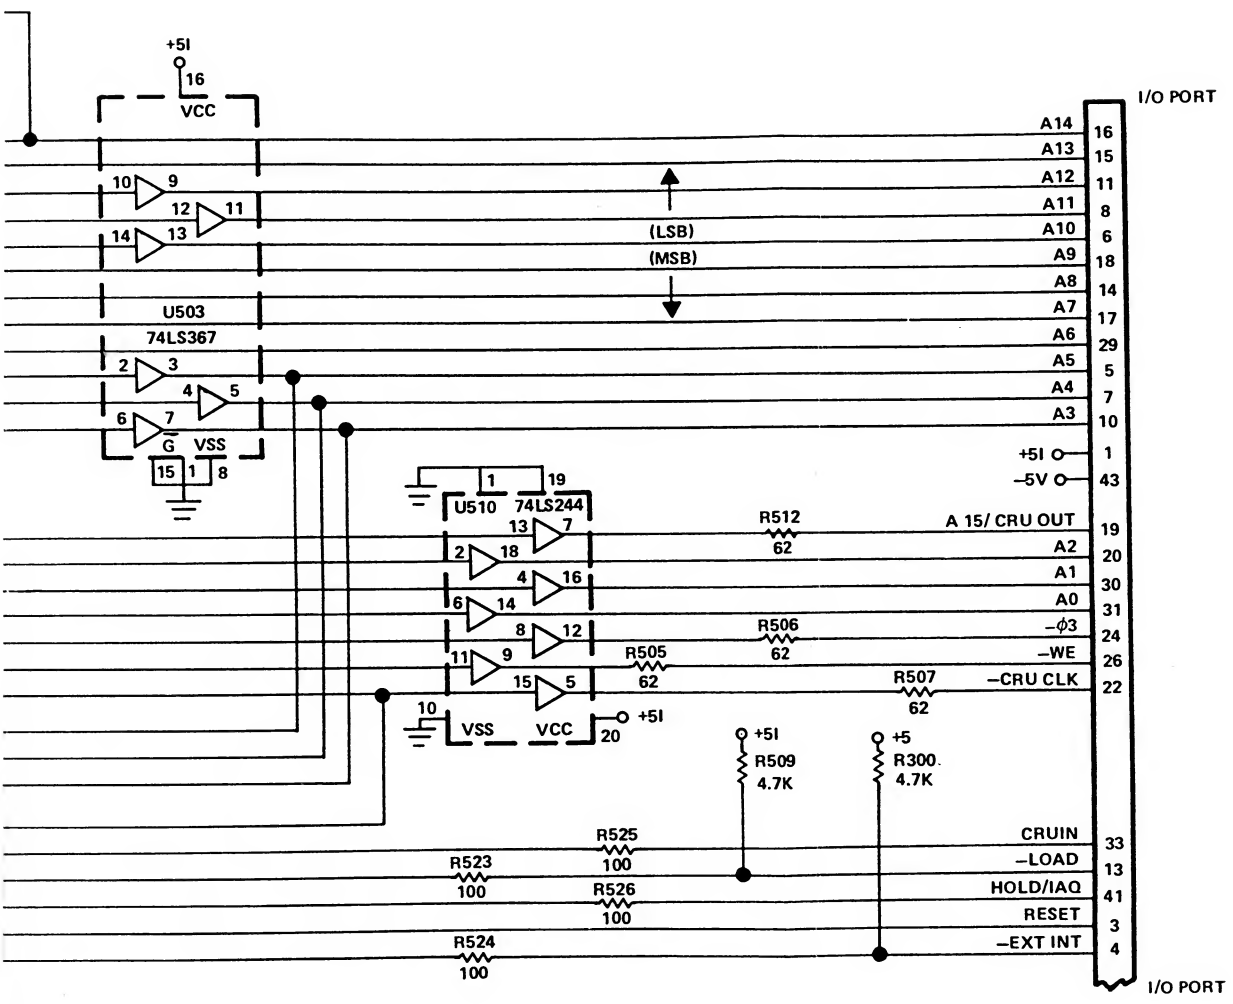 +5I
16
VCC
I/O PORT
A14
16
A13
15
10
9
A12
11
12
11
A11
8
14
13
(LSB)
A10
6
(MSB)
A9
18
A8
14
U503
A7
17
74LS367
A6
29
2
3
A5
5
4
5
A4
7
6
7
A3
10
G
VSS
+5I
1
15
1
8
–5V
43
1
19
U510
74LS244
13
7
R512
62
A 15/ CRU OUT
19
2
18
A2
20
4
16
A1
30
6
14
A0
31
8
12
R506
62
–ϕ3
24
11
9
R505
62
–WE
26
15
5
R507
62
–CRU CLK
22
10
VSS
VCC
+5I
20
+5I
+5
R509
4.7K
R300
4.7K
R525
100
CRUIN
33
R523
100
–LOAD
13
R526
100
HOLD/IAQ
41
RESET
3
R524
100
–EXT INT
4
I/O PORT